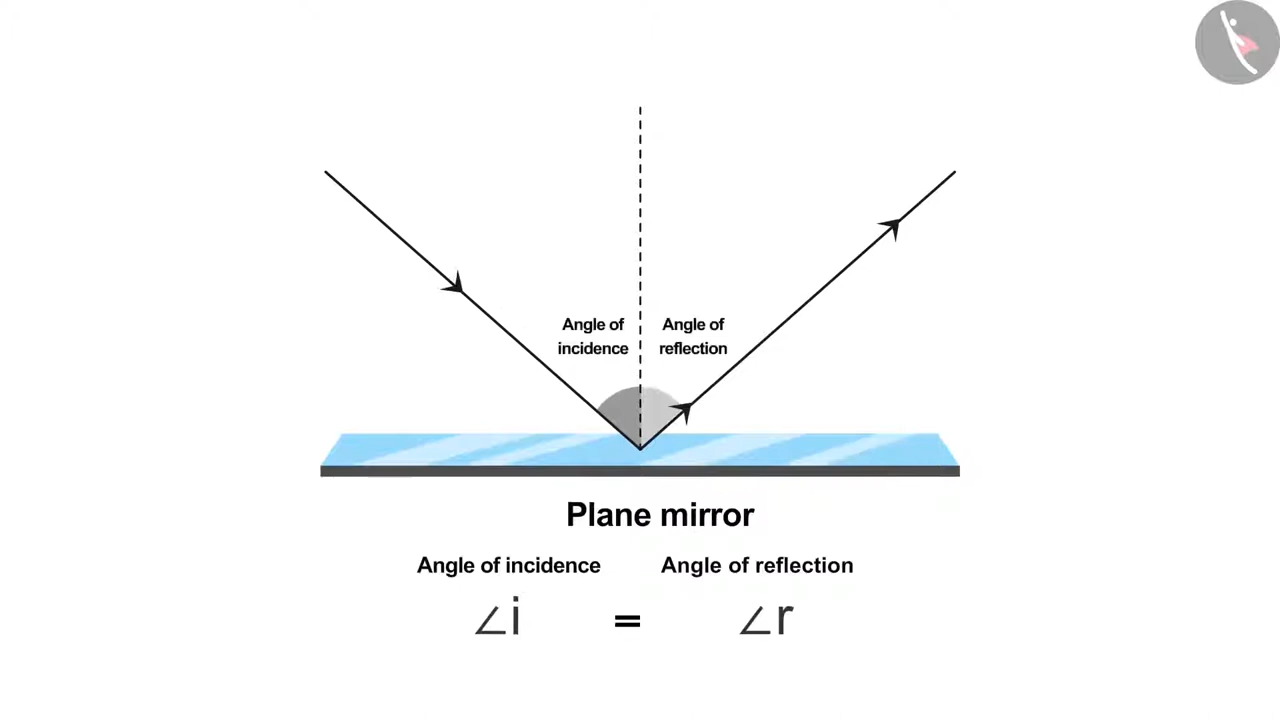 Angle of
incidence
Angle of
reflection
Plane mirror
Angle of incidence Angle of reflection
∠i = ∠r